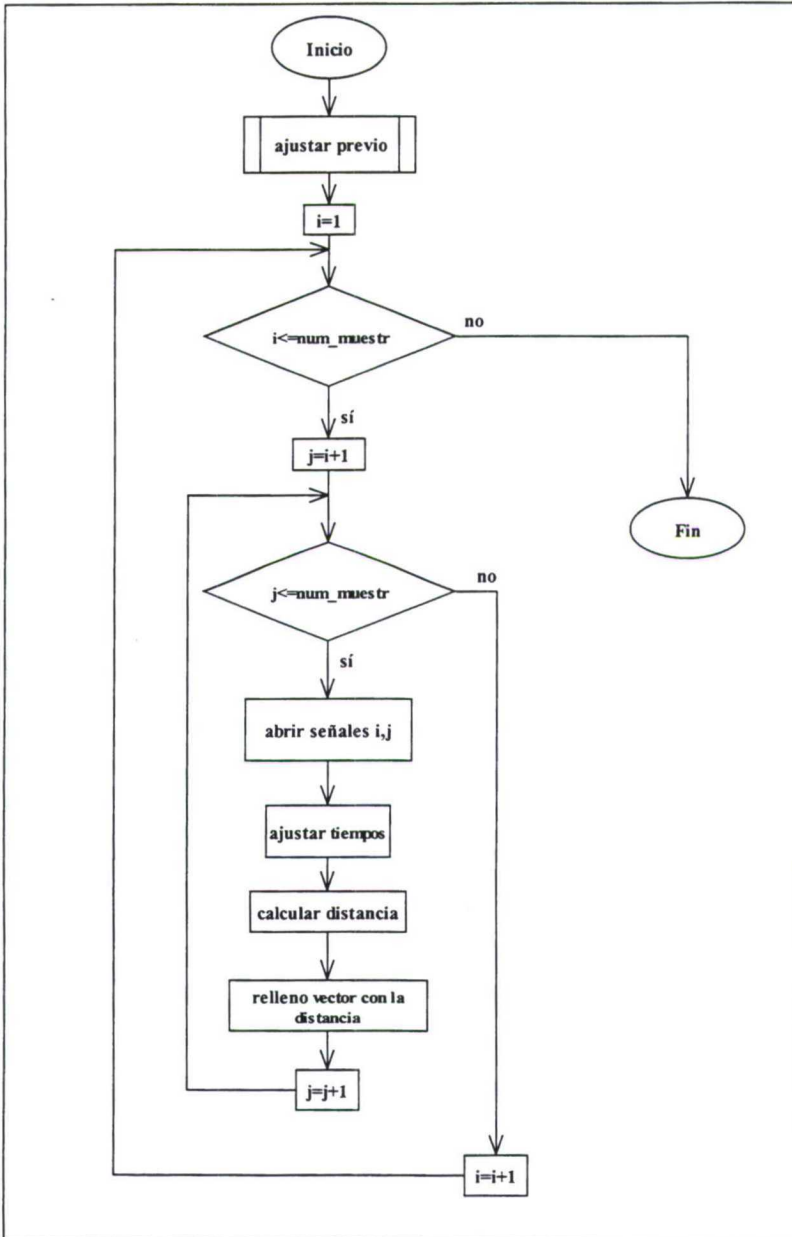 Inicio
ajustar previo
i=1
i<=num_muestr
no
sí
j=i+1
Fin
j<=num_muestr
no
sí
abrir señales i,j
ajustar tiempos
calcular distancia
relleno vector con la
distancia
j=j+1
i=i+1